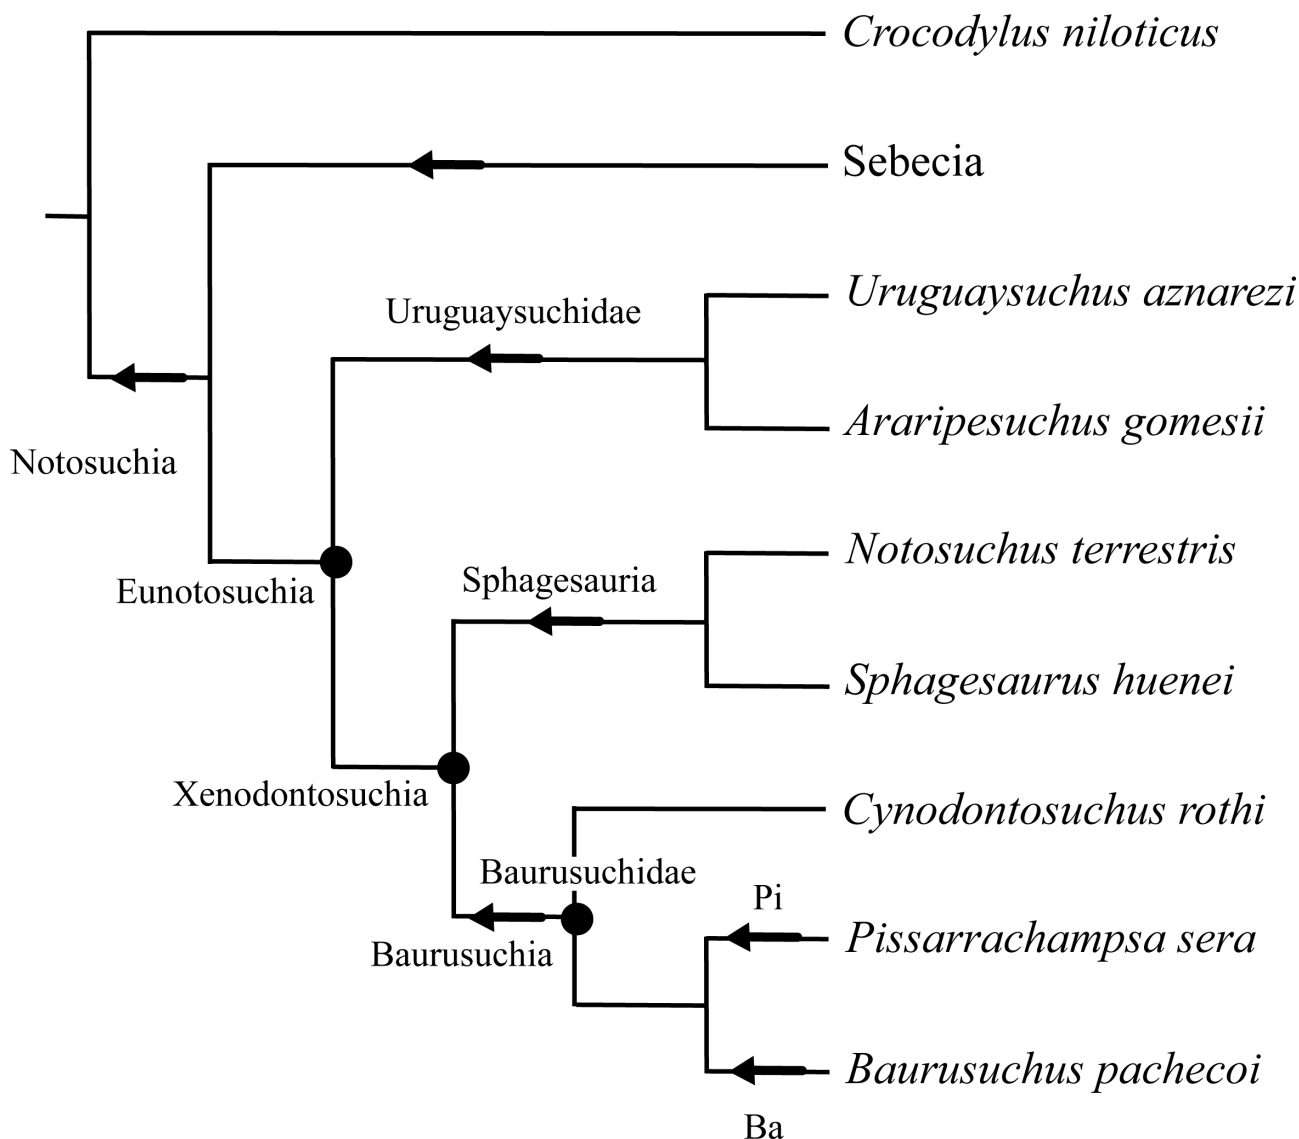 Crocodylus niloticus
Sebecia
Uruguaysuchus aznarezi
Uruguaysuchidae
Araripesuchus gomesii
Notosuchia
Notosuchus terrestris
Sphagesauria
Eunotosuchia
Sphagesaurus huenei
Xenodontosuchia
Cynodontosuchus rothi
Baurusuchidae
Pi
Pissarrachampsa sera
Baurusuchia
Baurusuchus pachecoi
Ba